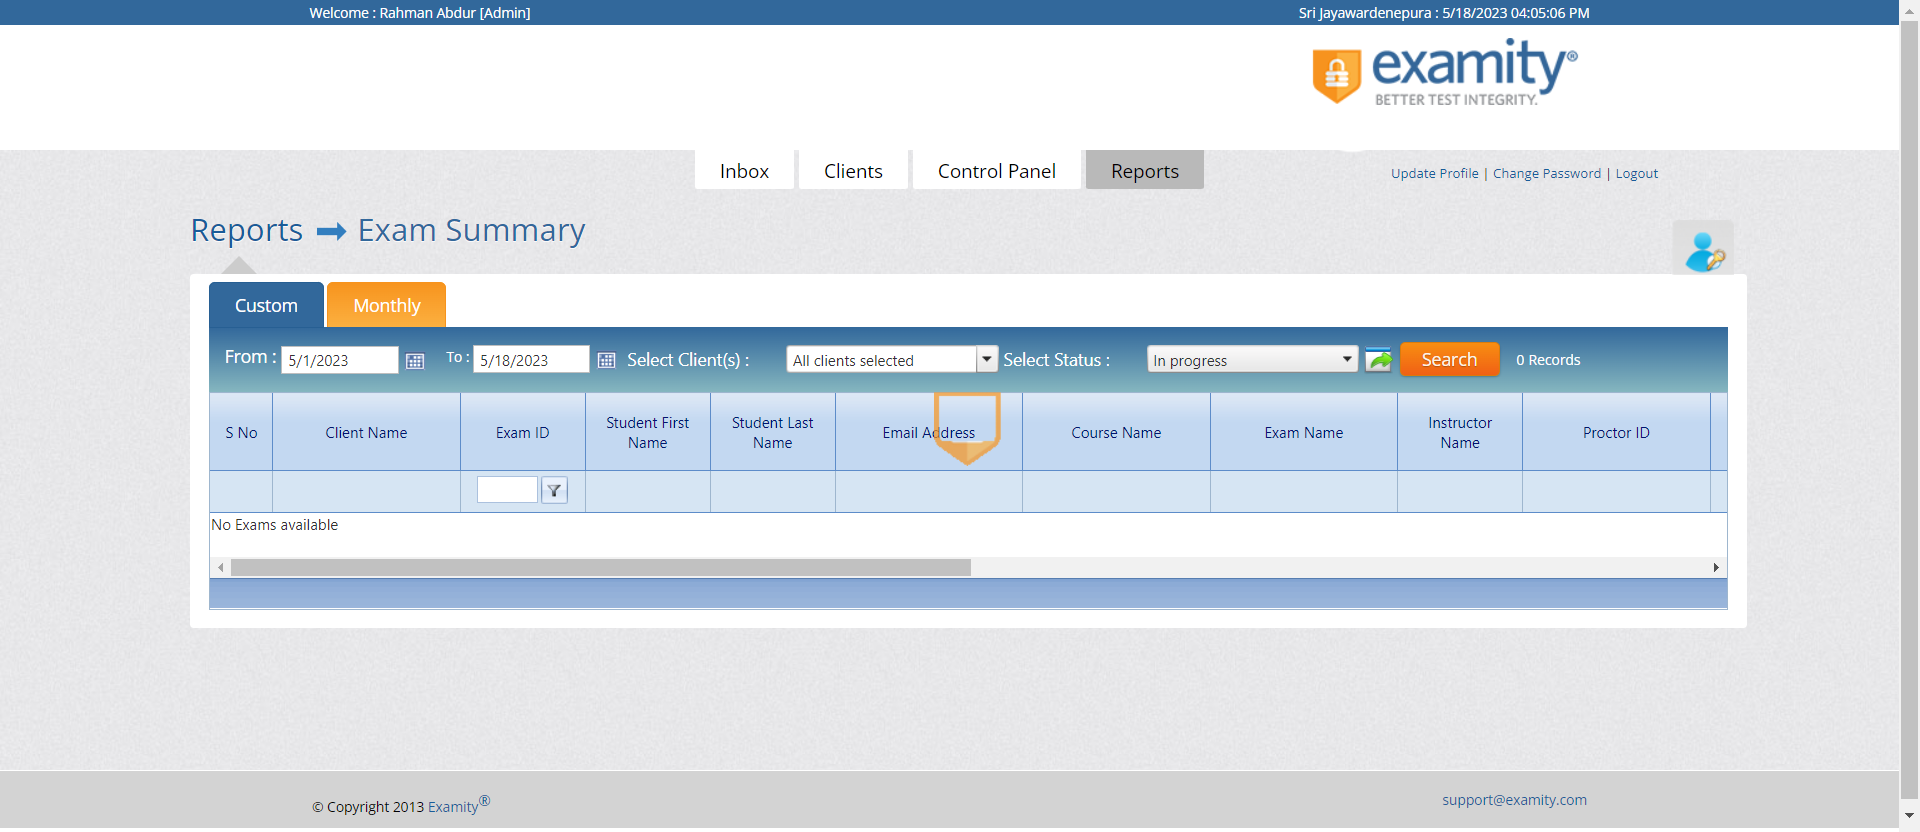 Welcome : Rahman Abdur [Admin]
Sri Jayawardenepura : 5/18/2023 04:05:06 PM
examity®
BETTER TEST INTEGRITY.
Inbox
Clients
Control Panel
Reports
Update Profile | Change Password | Logout
Reports Exam Summary
Custom
Monthly
From : 5/1/2023 To : 5/18/2023 Select Client(s) : All clients selected Select Status : In progress Search 0 Records
S No
Client Name
Exam ID
Student First
Name
Student Last
Name
Email Address
Course Name
Exam Name
Instructor
Name
Proctor ID
No Exams available
© Copyright 2013 Examity®
support@examity.com